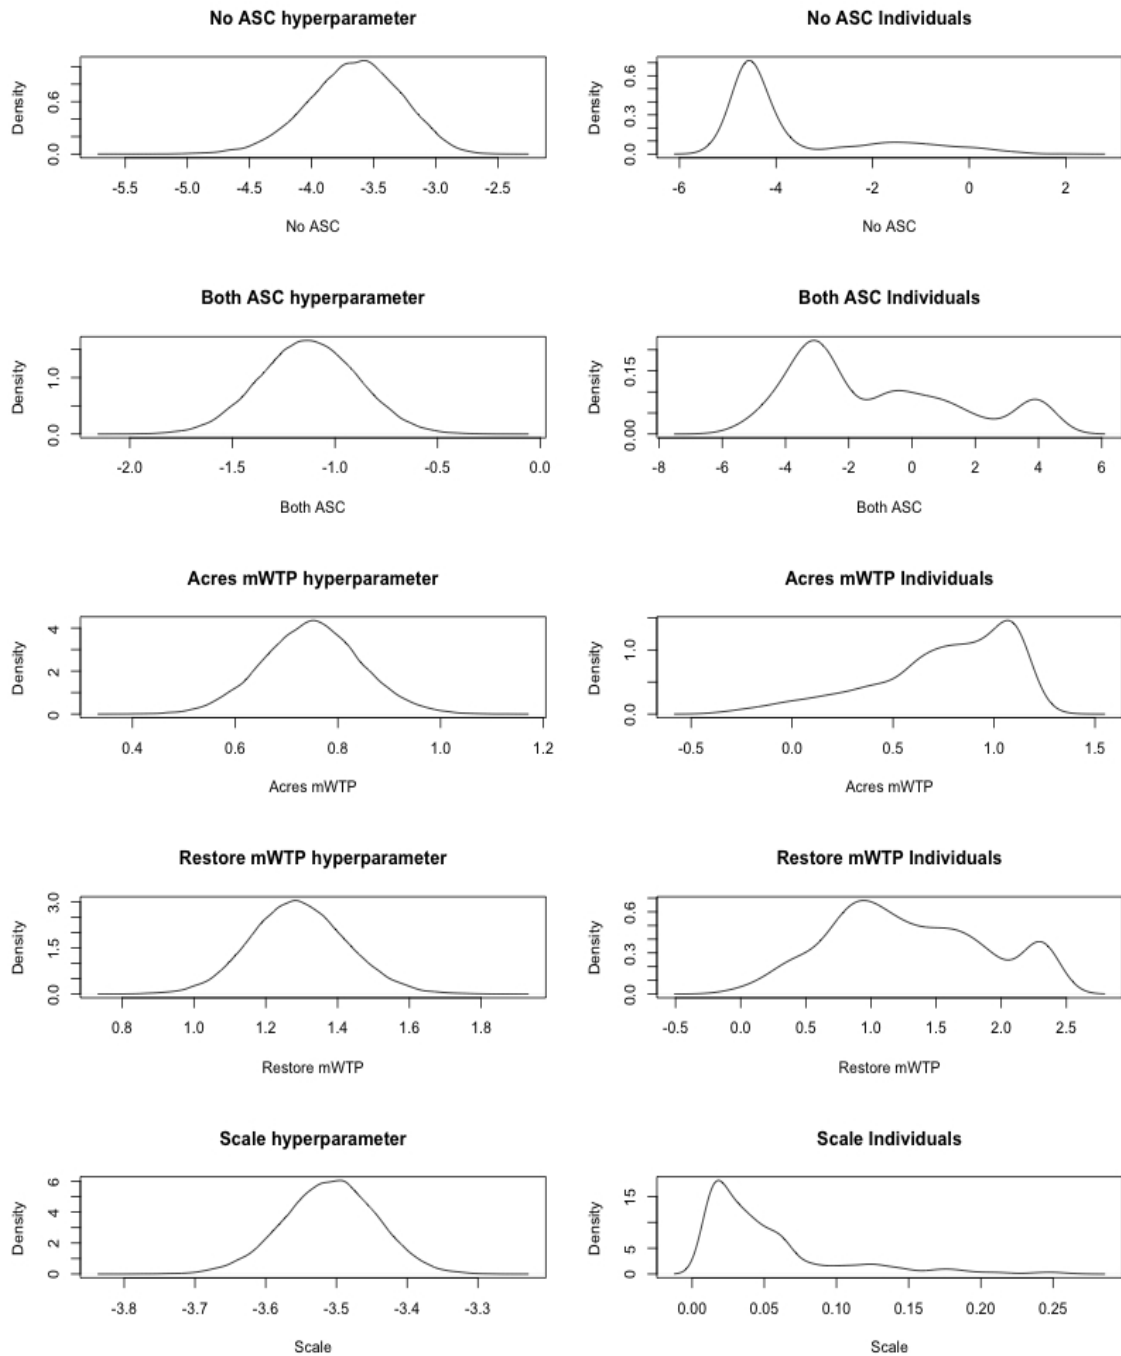 No ASC hyperparameter
Density
0.0 0.6
-5.5 -5.0 -4.5 -4.0 -3.5 -3.0 -2.5
No ASC
No ASC Individuals
Density
0.0 0.3 0.6
-6 -4 -2 0 2
No ASC
Both ASC hyperparameter
Density
0.0 1.0
-2.0 -1.5 -1.0 -0.5 0.0
Both ASC
Both ASC Individuals
Density
0.00 0.15
-8 -6 -4 -2 0 2 4 6
Both ASC
Acres mWTP hyperparameter
Density
0 2 4
0.4 0.6 0.8 1.0 1.2
Acres mWTP
Acres mWTP Individuals
Density
0.0 1.0
-0.5 0.0 0.5 1.0 1.5
Acres mWTP
Restore mWTP hyperparameter
Density
0.0 1.5 3.0
0.8 1.0 1.2 1.4 1.6 1.8
Restore mWTP
Restore mWTP Individuals
Density
0.0 0.3 0.6
-0.5 0.0 0.5 1.0 1.5 2.0 2.5
Restore mWTP
Scale hyperparameter
Density
0 2 4 6
-3.8 -3.7 -3.6 -3.5 -3.4 -3.3
Scale
Scale Individuals
Density
0 5 15
0.00 0.05 0.10 0.15 0.20 0.25
Scale